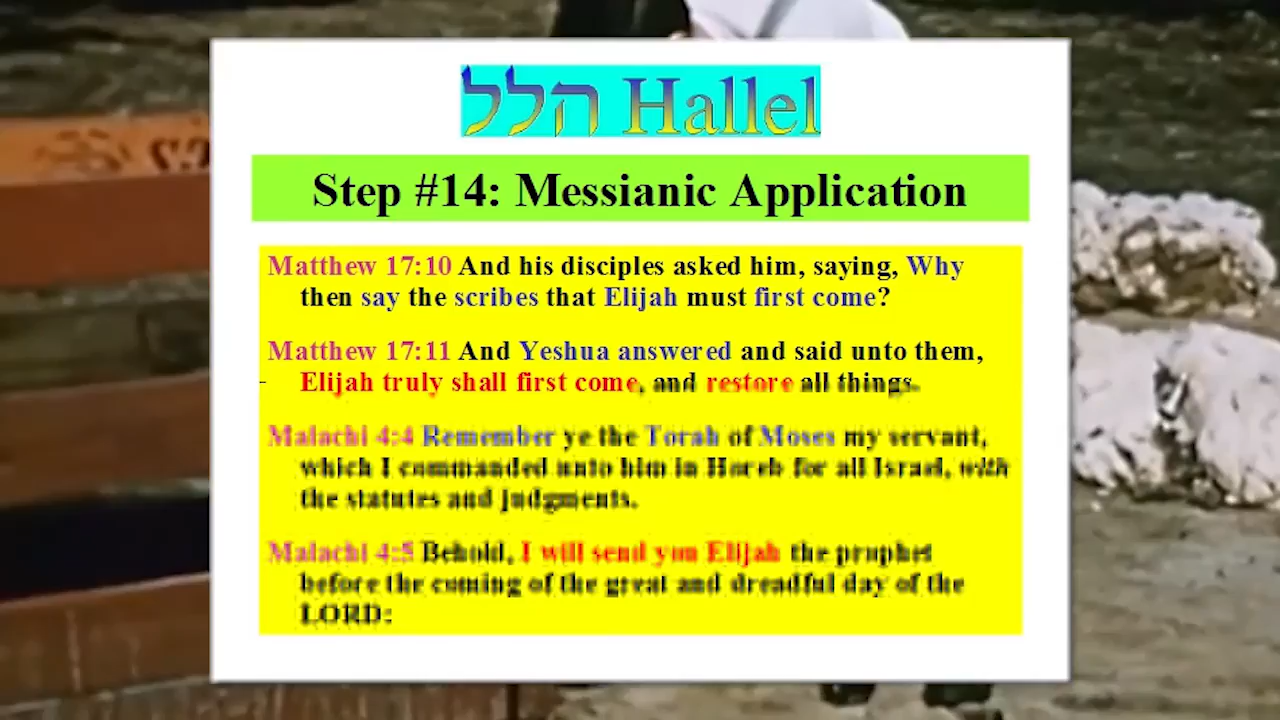 הלל Hallel
Step #14: Messianic Application
Matthew 17:10 And his disciples asked him, saying, Why
then say the scribes that Elijah must first come?
Matthew 17:11 And Yeshua answered and said unto them,
Elijah truly shall first come, and restore all things.
Malachi 4:4 Remember ye the Torah of Moses my servant,
which I commanded unto him in Horeb for all Israel, with
the statutes and judgments.
Malachi 4:5 Behold, I will send you Elijah the prophet
before the coming of the great and dreadful day of the
LORD: